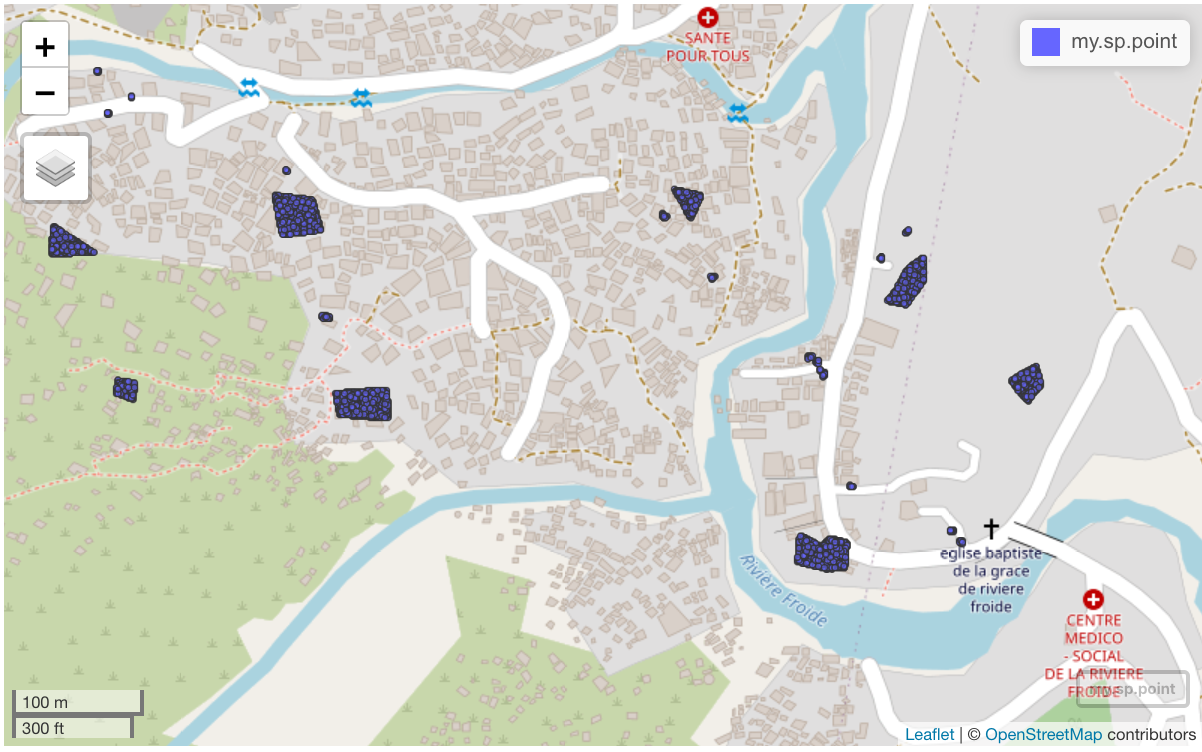 +
SANTE
POUR TOUS
my.sp.point
−
Rivière Froide
eglise baptiste
de la grace
de riviere
froide
CENTRE
MEDICO
- SOCIAL
DE LA RIVIERE
FROIDE
my.sp.point
100 m
300 ft
Leaflet | © OpenStreetMap contributors